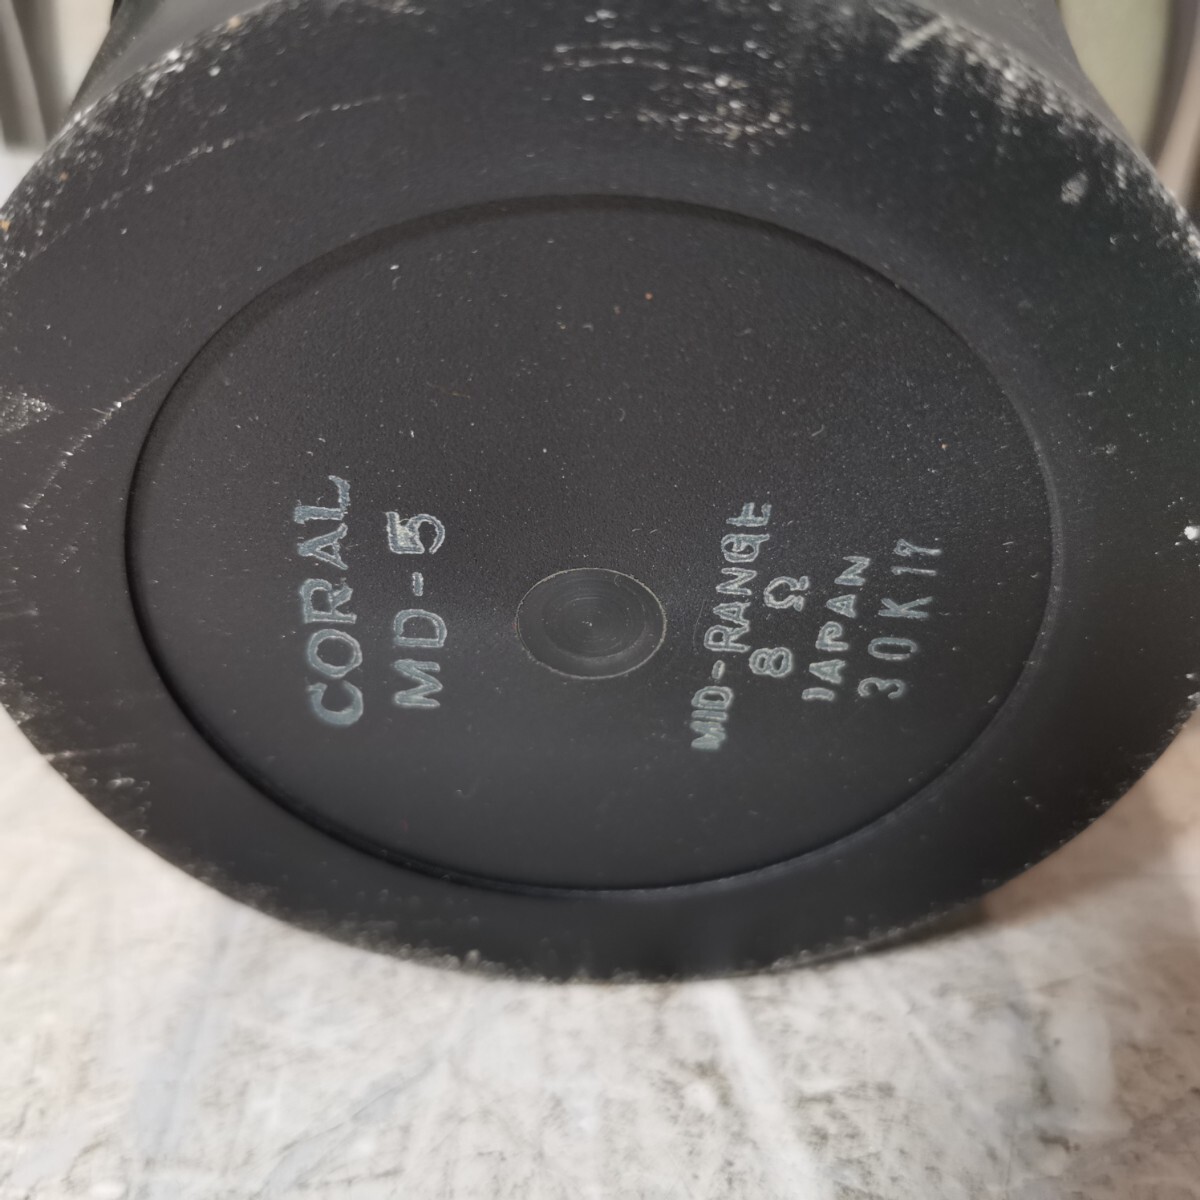 CORAL
MD-5
MID-RANGE
8 Ω
JAPAN
30K17